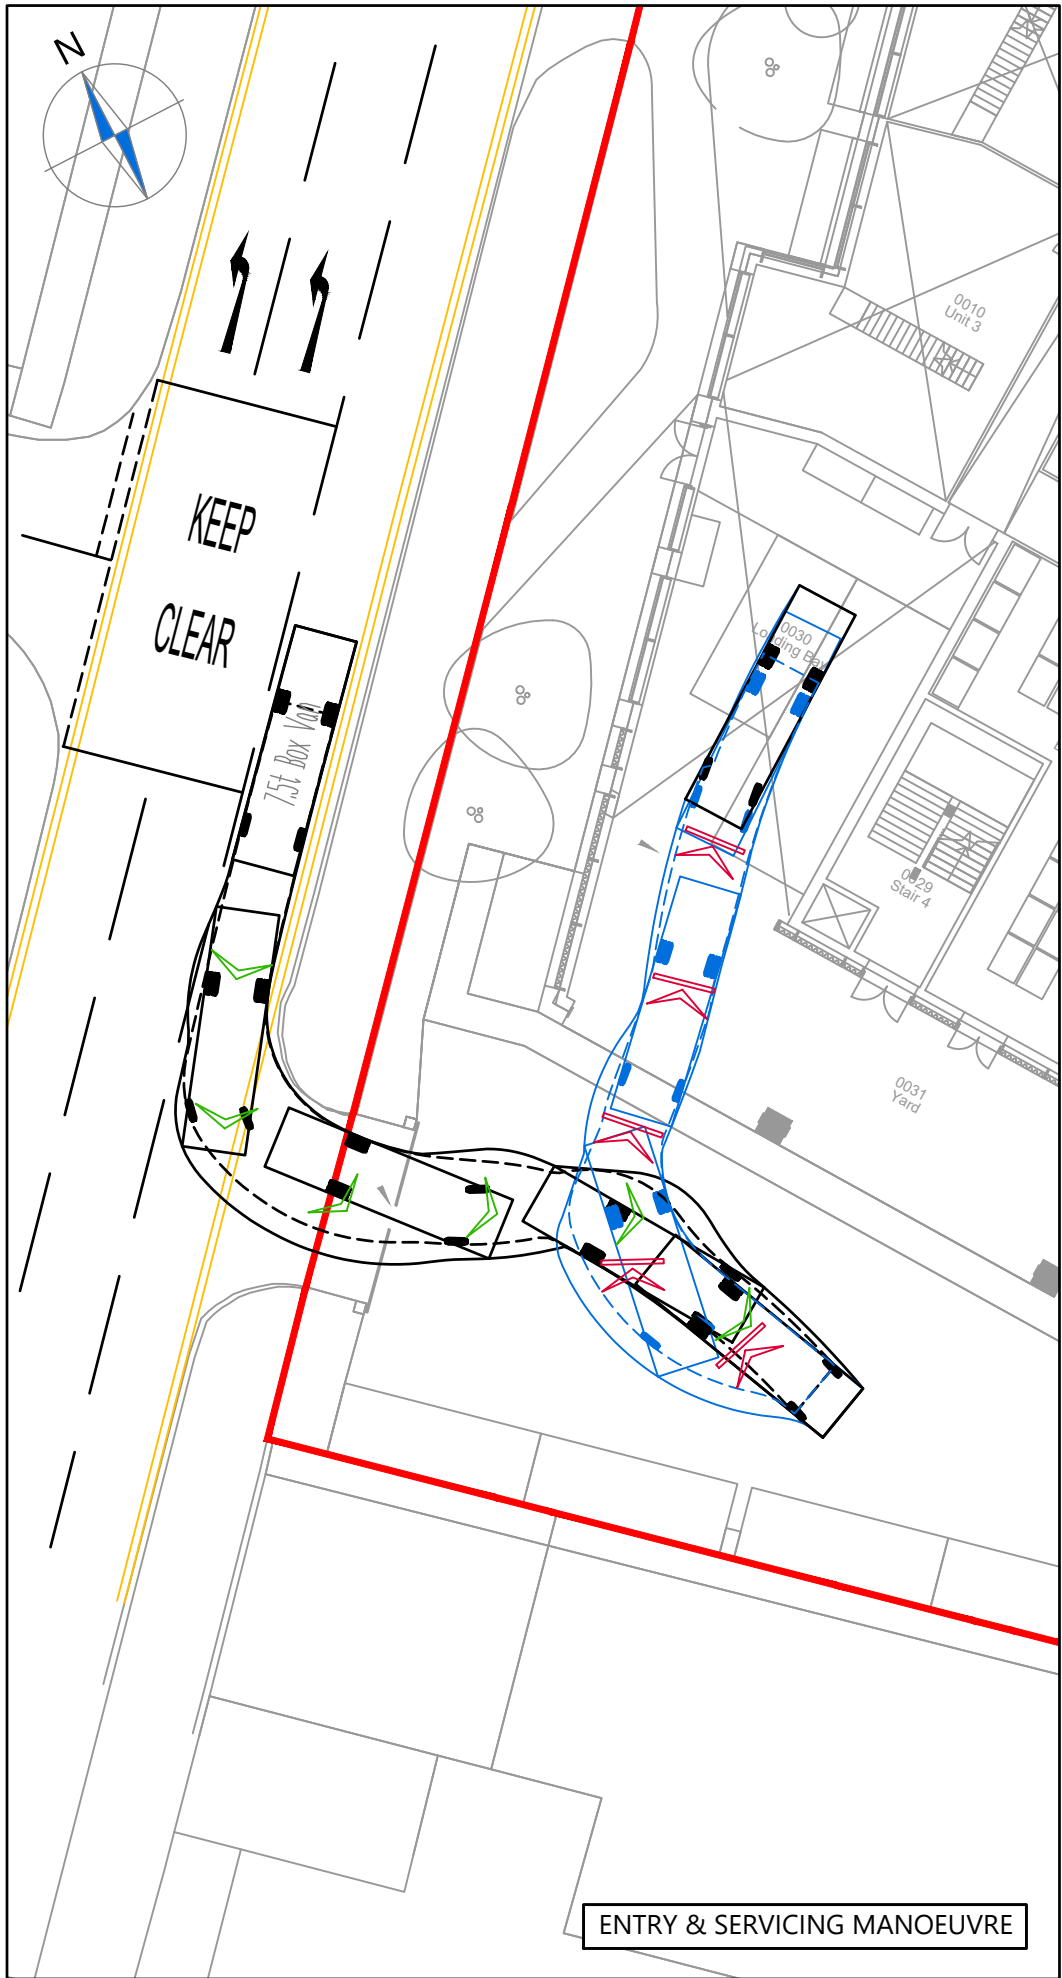 N
0010
Unit 3
KEEP
CLEAR
0030
Loading Bay
7.5t Box Van
0029
Stair 4
0031
Yard
ENTRY & SERVICING MANOEUVRE